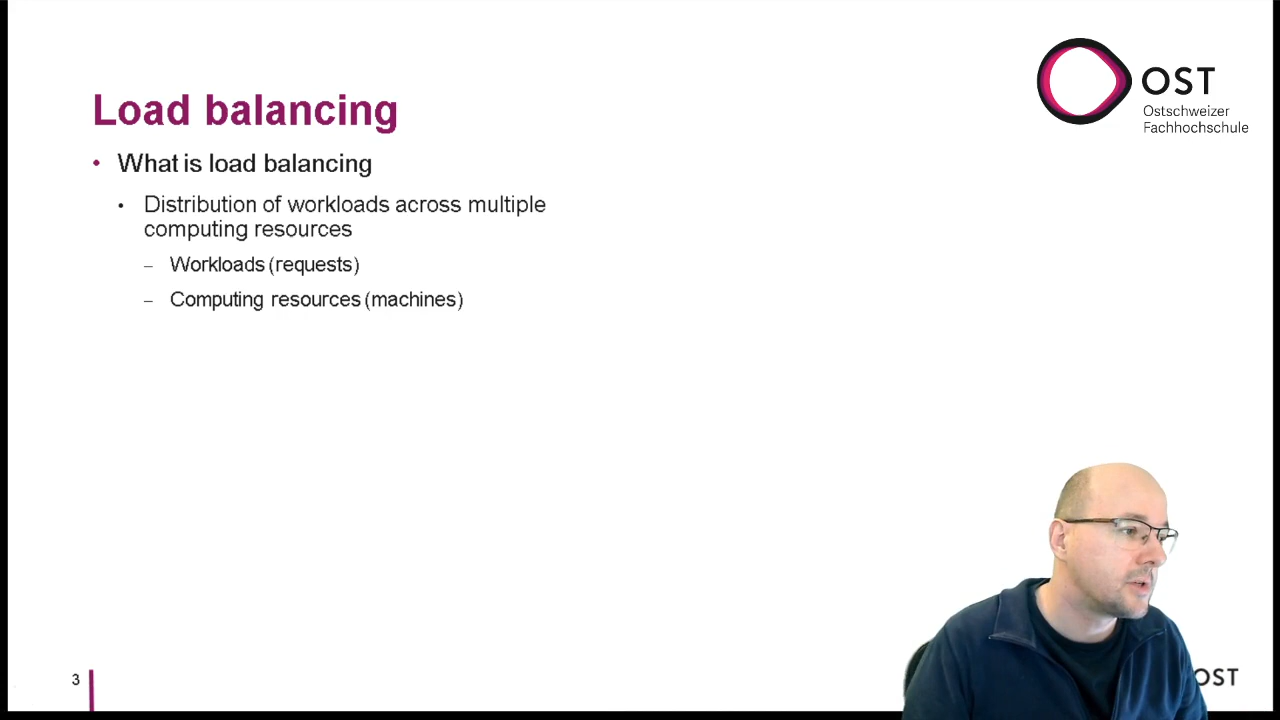 OST
Ostschweizer
Fachhochschule
Load balancing
• What is load balancing
• Distribution of workloads across multiple
computing resources
– Workloads (requests)
– Computing resources (machines)
3
OST